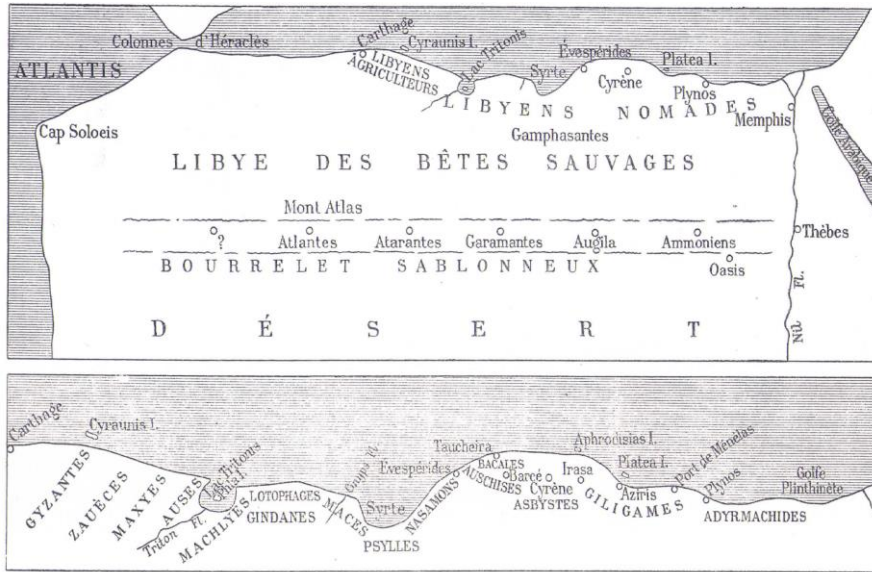 Colonnes d'Héraclès
ATLANTIS
Carthage
Cyraunis I.
LIBYENS
AGRICULTEURS
Lac Tritonis
Syrte
Évespérides
Cyrène
Platea I.
Plynos
Memphis
Golfe Arabique
Cap Soloeis
LIBYENS NOMADES
Gamphasantes
LIBYE DES BÊTES SAUVAGES
Mont Atlas
?
Atlantes
Atarantes
Garamantes
Augila
Ammoniens
Thèbes
BOURRELET SABLONNEUX
Oasis
DÉSERT
Nil Fl.
Carthage
Cyraunis I.
GYZANTES
ZAUÈCES
MAXYES
AUSES
Lac Tritonis
Triton Fl.
MACHLYES
LOTOPHAGES
GINDANES
MACES
Syrte
PSYLLES
NASAMONS
Évespérides
Taucheira
AUSCHISES
BACALES
Barcé
Cyrène
ASBYSTES
Aphrodisias I.
Irasa
Platea I.
GILIGAMES
Aziris
Port de Ménélas
Plynos
ADYRMACHIDES
Golfe
Plinthinète